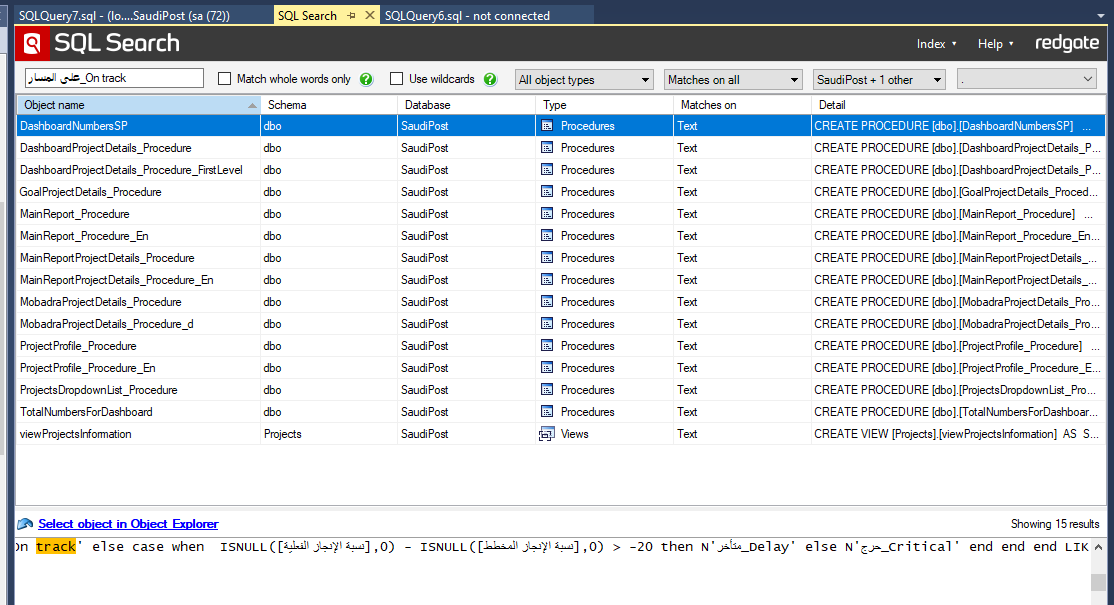 SQLQuery7.sql - (lo....SaudiPost (sa (72))
SQL Search
SQLQuery6.sql - not connected
SQL Search
Index
Help
redgate
على المسار_On track
Match whole words only
Use wildcards
All object types
Matches on all
SaudiPost + 1 other
.
Object name Schema Database Type Matches on Detail
DashboardNumbersSP dbo SaudiPost Procedures Text CREATE PROCEDURE [dbo].[DashboardNumbersSP] ...
DashboardProjectDetails_Procedure dbo SaudiPost Procedures Text CREATE PROCEDURE [dbo].[DashboardProjectDetails_P...
DashboardProjectDetails_Procedure_FirstLevel dbo SaudiPost Procedures Text CREATE PROCEDURE [dbo].[DashboardProjectDetails_P...
GoalProjectDetails_Procedure dbo SaudiPost Procedures Text CREATE PROCEDURE [dbo].[GoalProjectDetails_Proced...
MainReport_Procedure dbo SaudiPost Procedures Text CREATE PROCEDURE [dbo].[MainReport_Procedure] ...
MainReport_Procedure_En dbo SaudiPost Procedures Text CREATE PROCEDURE [dbo].[MainReport_Procedure_En...
MainReportProjectDetails_Procedure dbo SaudiPost Procedures Text CREATE PROCEDURE [dbo].[MainReportProjectDetails_...
MainReportProjectDetails_Procedure_En dbo SaudiPost Procedures Text CREATE PROCEDURE [dbo].[MainReportProjectDetails_...
MobadraProjectDetails_Procedure dbo SaudiPost Procedures Text CREATE PROCEDURE [dbo].[MobadraProjectDetails_Pro...
MobadraProjectDetails_Procedure_d dbo SaudiPost Procedures Text CREATE PROCEDURE [dbo].[MobadraProjectDetails_Pro...
ProjectProfile_Procedure dbo SaudiPost Procedures Text CREATE PROCEDURE [dbo].[ProjectProfile_Procedure] ...
ProjectProfile_Procedure_En dbo SaudiPost Procedures Text CREATE PROCEDURE [dbo].[ProjectProfile_Procedure_E...
ProjectsDropdownList_Procedure dbo SaudiPost Procedures Text CREATE PROCEDURE [dbo].[ProjectsDropdownList_Pro...
TotalNumbersForDashboard dbo SaudiPost Procedures Text CREATE PROCEDURE [dbo].[TotalNumbersForDashboar...
viewProjectsInformation Projects SaudiPost Views Text CREATE VIEW [Projects].[viewProjectsInformation] AS S...
Select object in Object Explorer
Showing 15 results
On track' else case when ISNULL([نسبة الإنجاز الفعلية],0) - ISNULL([نسبة الإنجاز المخطط],0) > -20 then N'متأخر_Delay' else N'حرج_Critical' end end end LIK